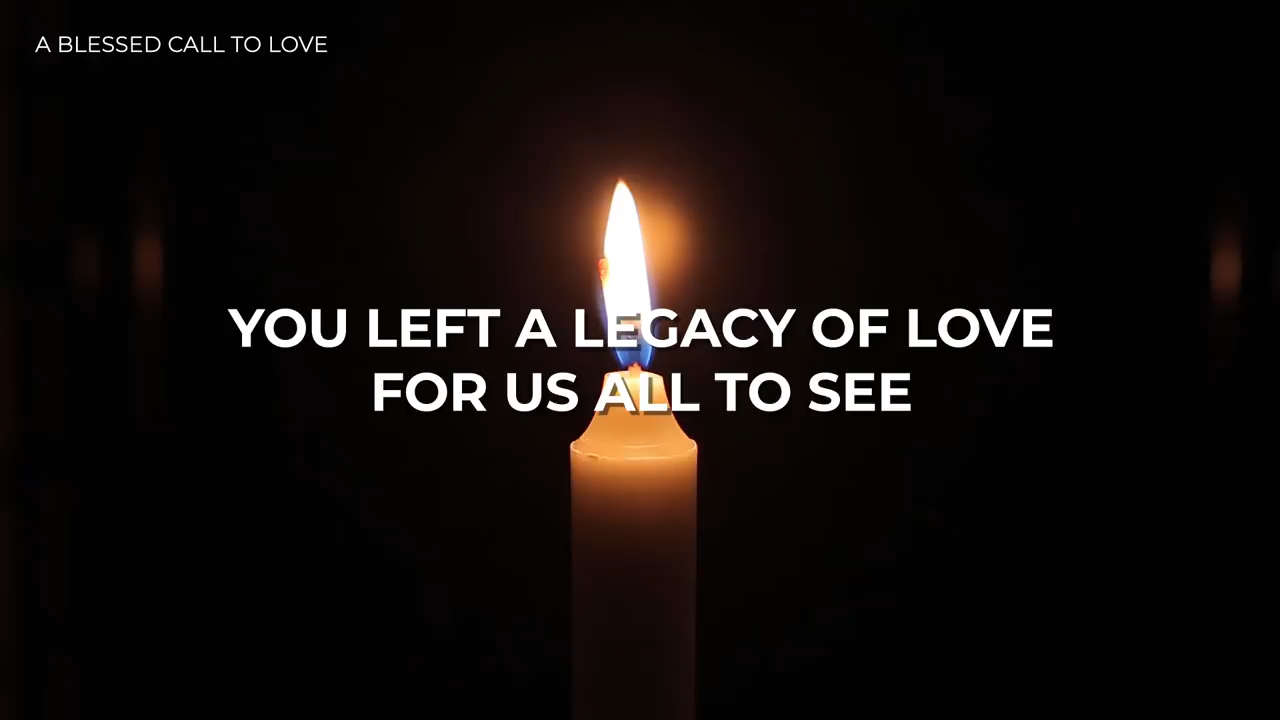 A BLESSED CALL TO LOVE
YOU LEFT A LEGACY OF LOVE
FOR US ALL TO SEE